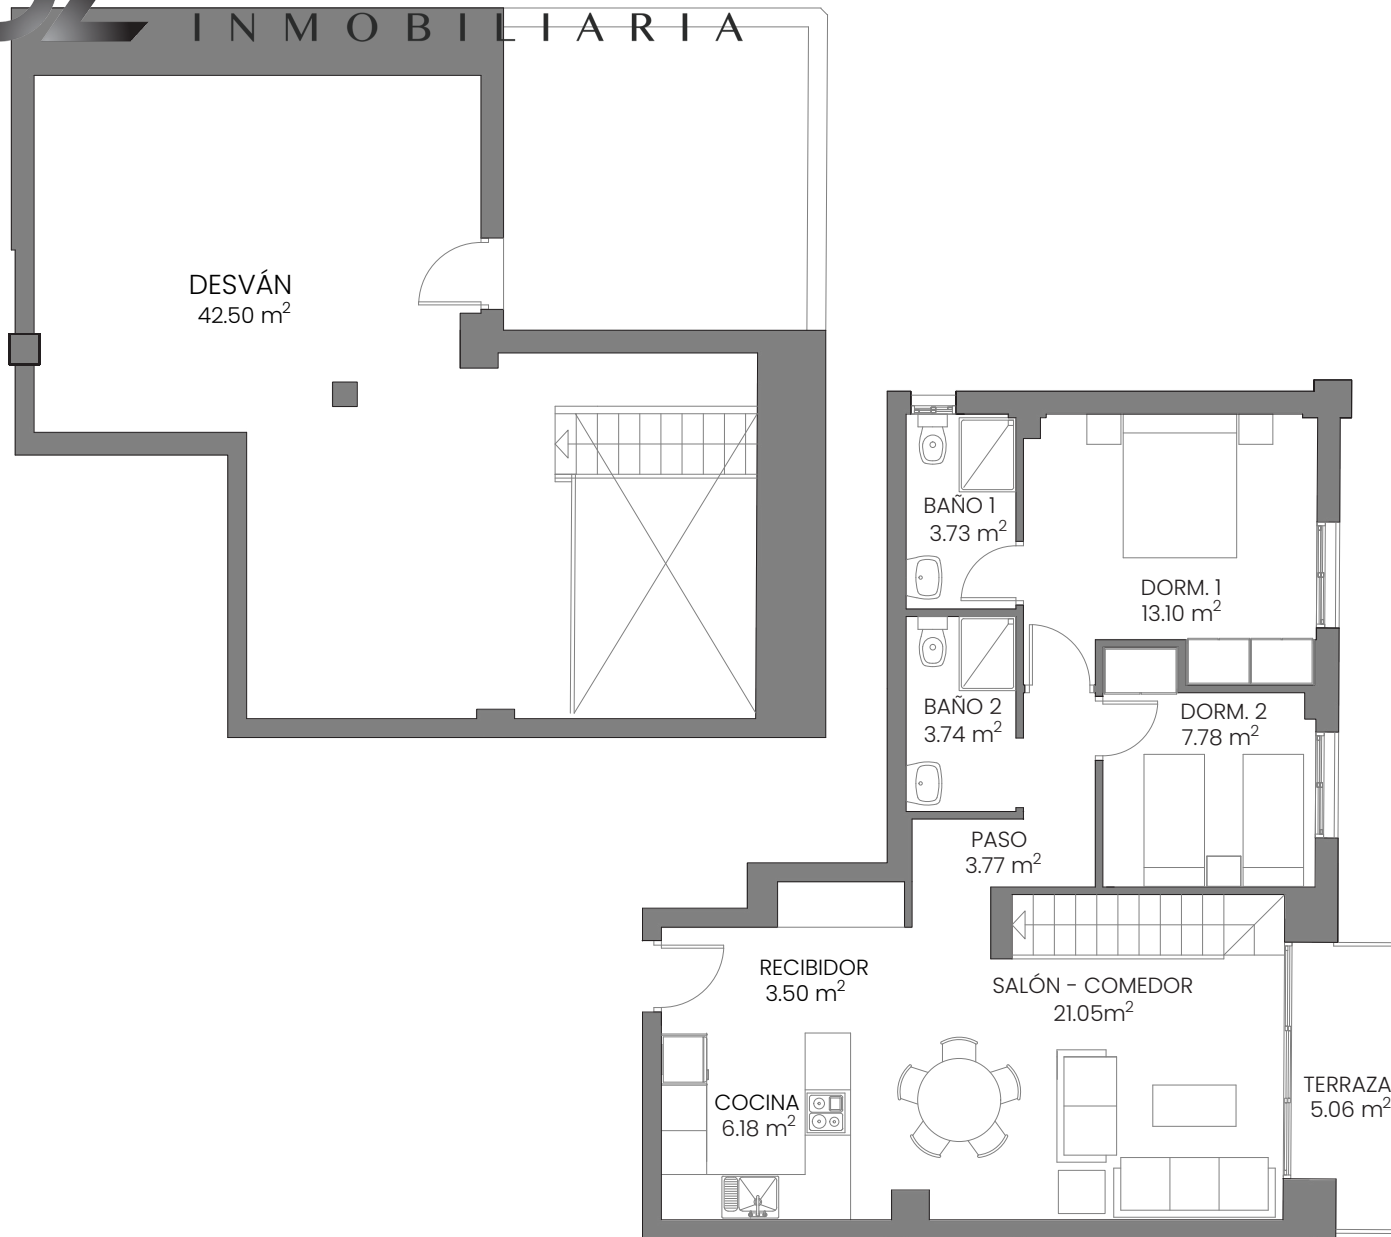 INMOBILIARIA
DESVÁN
42.50 m²
BAÑO 1
3.73 m²
DORM. 1
13.10 m²
BAÑO 2
3.74 m²
DORM. 2
7.78 m²
PASO
3.77 m²
RECIBIDOR
3.50 m²
SALÓN - COMEDOR
21.05m²
COCINA
6.18 m²
TERRAZA
5.06 m²